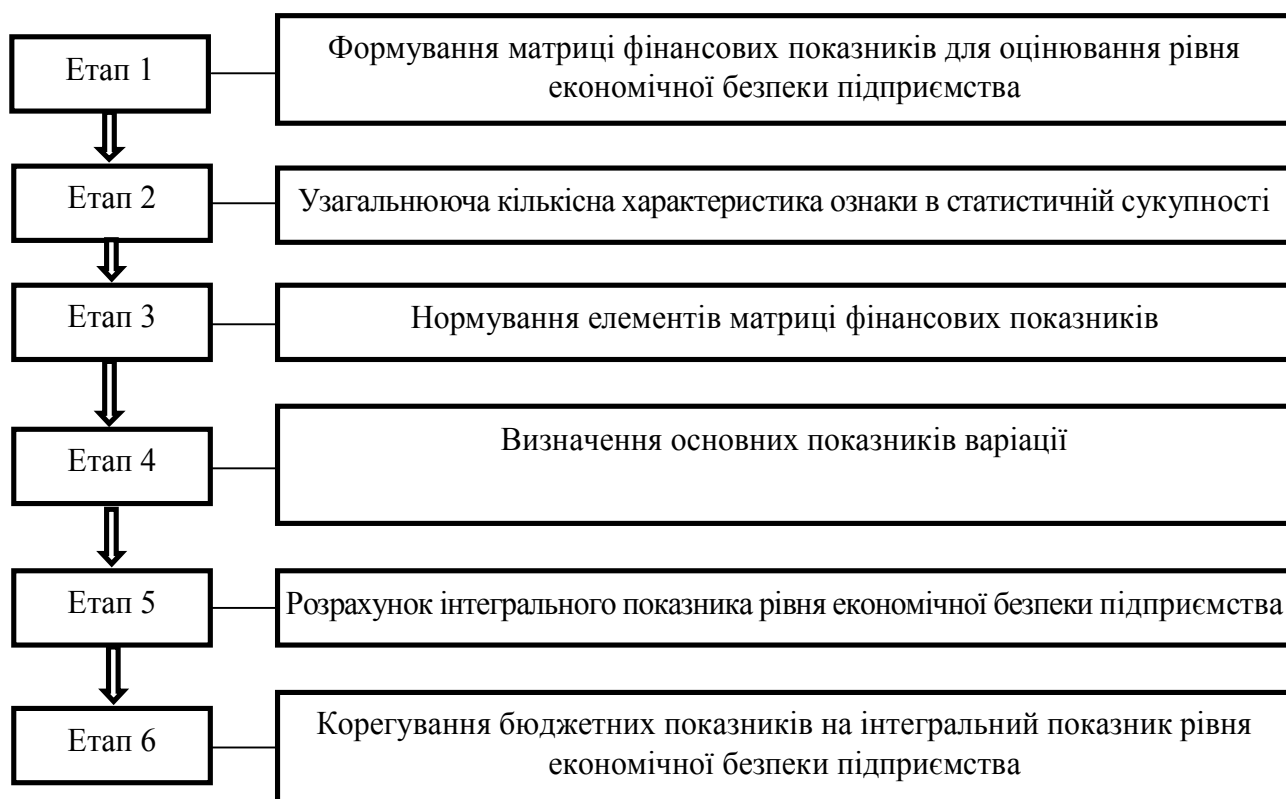 Етап 1
Формування матриці фінансових показників для оцінювання рівня
економічної безпеки підприємства
Етап 2
Узагальнююча кількісна характеристика ознаки в статистичній сукупності
Етап 3
Нормування елементів матриці фінансових показників
Етап 4
Визначення основних показників варіації
Етап 5
Розрахунок інтегрального показника рівня економічної безпеки підприємства
Етап 6
Корегування бюджетних показників на інтегральний показник рівня
економічної безпеки підприємства